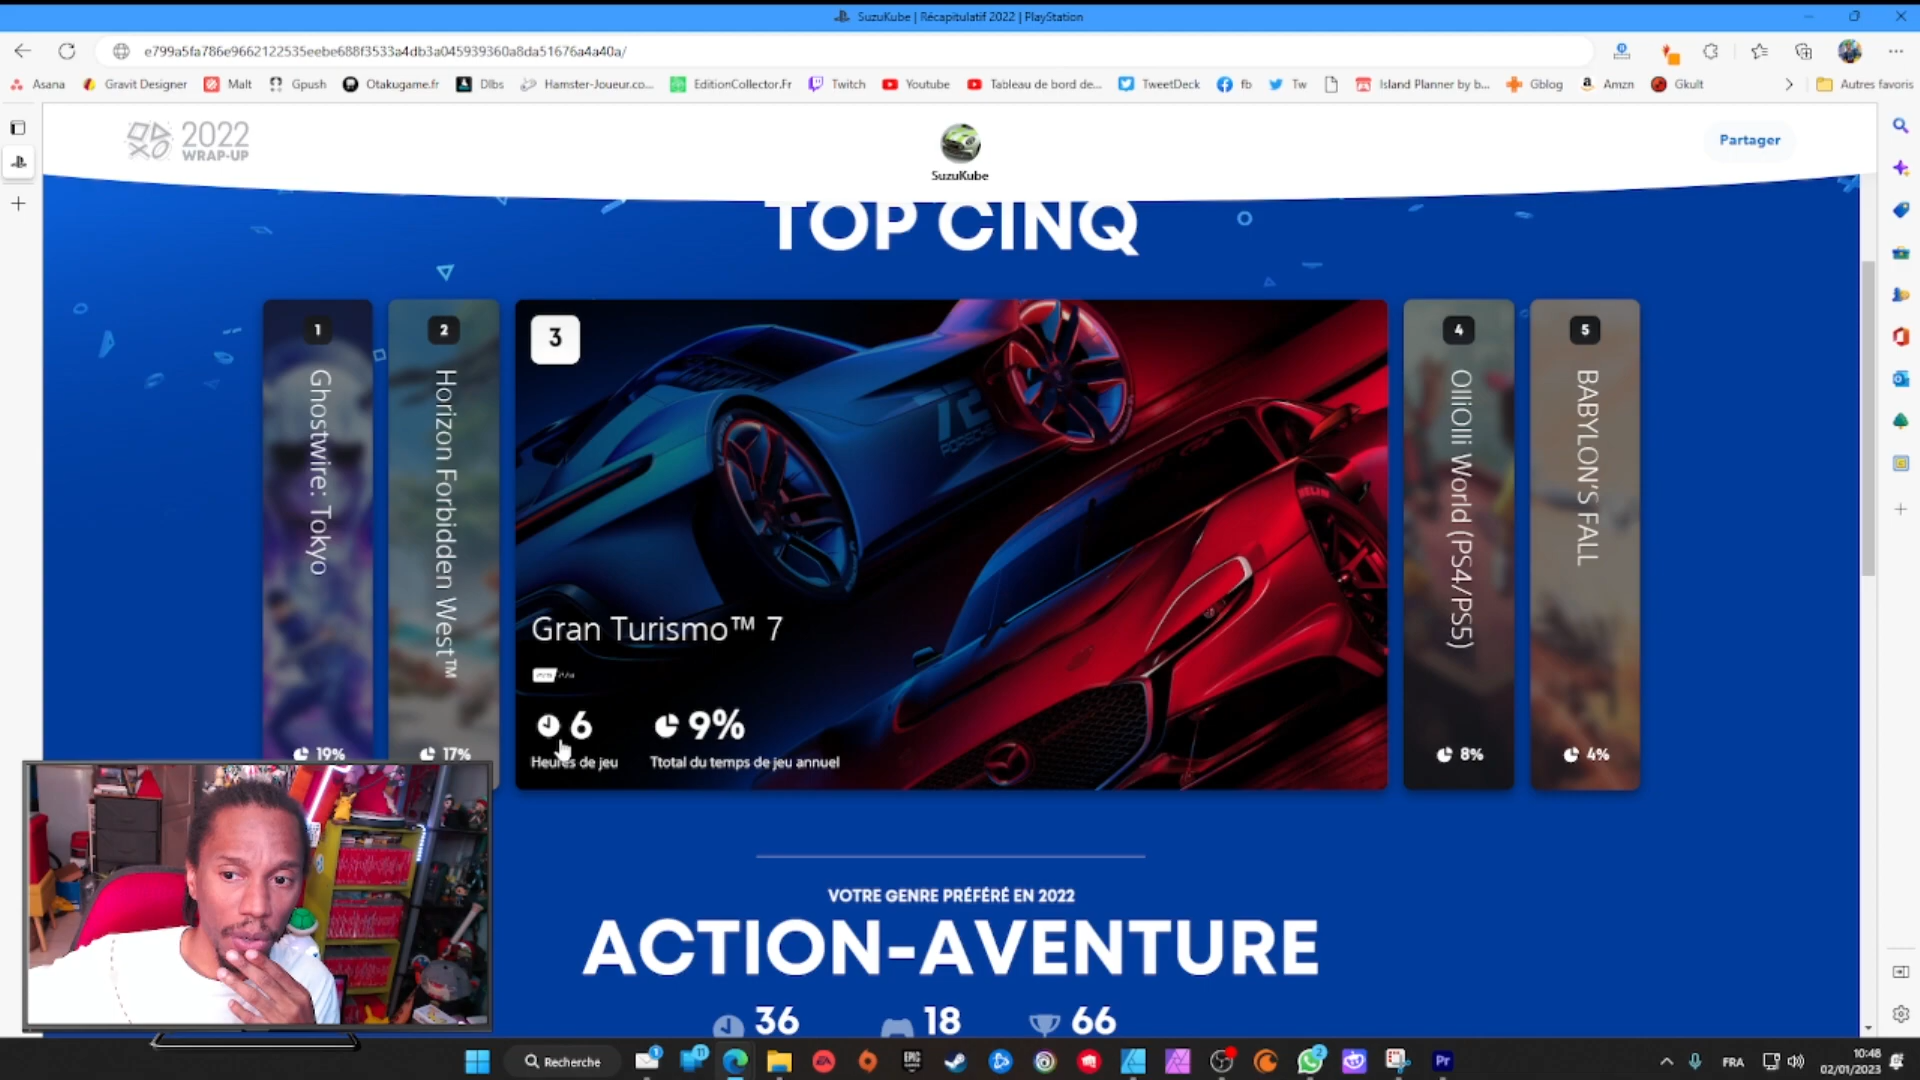 SuzuKube | Récapitulatif 2022 | PlayStation
e799a5fa786e9662122535eebe688f3533a4db3a045939360a8da51676a4a40a/
Asana
Gravit Designer
Malt
Gpush
Otakugame.fr
Dlbs
Hamster-Joueur.co...
EditionCollector.Fr
Twitch
Youtube
Tableau de bord de...
TweetDeck
fb
Tw
Island Planner by b...
Gblog
Amzn
Gkult
Autres favoris
2022
WRAP-UP
SuzuKube
Partager
TOP CINQ
1
Ghostwire: Tokyo
19%
2
Horizon Forbidden West™
17%
3
72
PORSCHE
Gran Turismo™ 7
6
Heures de jeu
9%
Ttotal du temps de jeu annuel
4
OlliOlli World (PS4/PS5)
8%
5
BABYLON'S FALL
4%
VOTRE GENRE PRÉFÉRÉ EN 2022
ACTION-AVENTURE
36
18
66
Recherche
FRA
10:48
02/01/2023